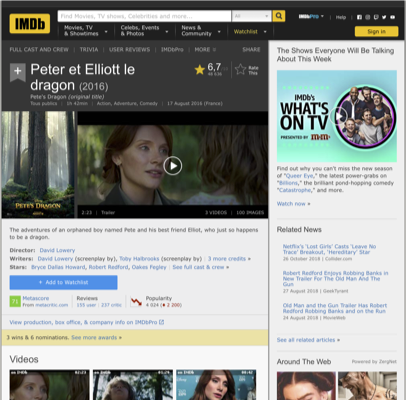 IMDb
Find Movies, TV shows, Celebrities and more...
All
IMDbPro
Help
Movies, TV
& Showtimes
Celebs, Events
& Photos
News &
Community
Watchlist
Sign in
FULL CAST AND CREW | TRIVIA | USER REVIEWS | IMDbPro | MORE
SHARE
Peter et Elliott le
dragon (2016)
Pete's Dragon (original title)
Tous publics | 1h 42min | Action, Adventure, Comedy | 17 August 2016 (France)
6,7
Rate
This
PETE'S DRAGON
2:23 | Trailer
3 VIDEOS | 100 IMAGES
The adventures of an orphaned boy named Pete and his best friend Elliot, who just so happens
to be a dragon.
Director: David Lowery
Writers: David Lowery (screenplay by), Toby Halbrooks (screenplay by) | 3 more credits »
Stars: Bryce Dallas Howard, Robert Redford, Oakes Fegley | See full cast & crew »
+ Add to Watchlist
71
Metascore
From metacritic.com
Reviews
155 user | 237 critic
Popularity
4 024 (
View production, box office, & company info on IMDbPro
3 wins & 6 nominations. See more awards »
Videos
The Shows Everyone Will Be Talking
About This Week
IMDb's
WHAT'S
ON TV
PRESENTED BY m&m's
Find out why you can't miss the new season
of "Queer Eye," the latest power-grabs on
"Billions," the brilliant pond-hopping comedy
"Catastrophe," and more.
Watch now »
Related News
Netflix's 'Lost Girls' Casts 'Leave No
Trace' Breakout, 'Hereditary' Star
26 October 2018 | Collider.com
Robert Redford Enjoys Robbing Banks in
New Trailer For The Old Man and the
Gun
27 August 2018 | GeekTyrant
Old Man and the Gun Trailer Has Robert
Redford Robbing Banks and on the Run
24 August 2018 | MovieWeb
See all related articles »
Around The Web
Powered by ZergNet